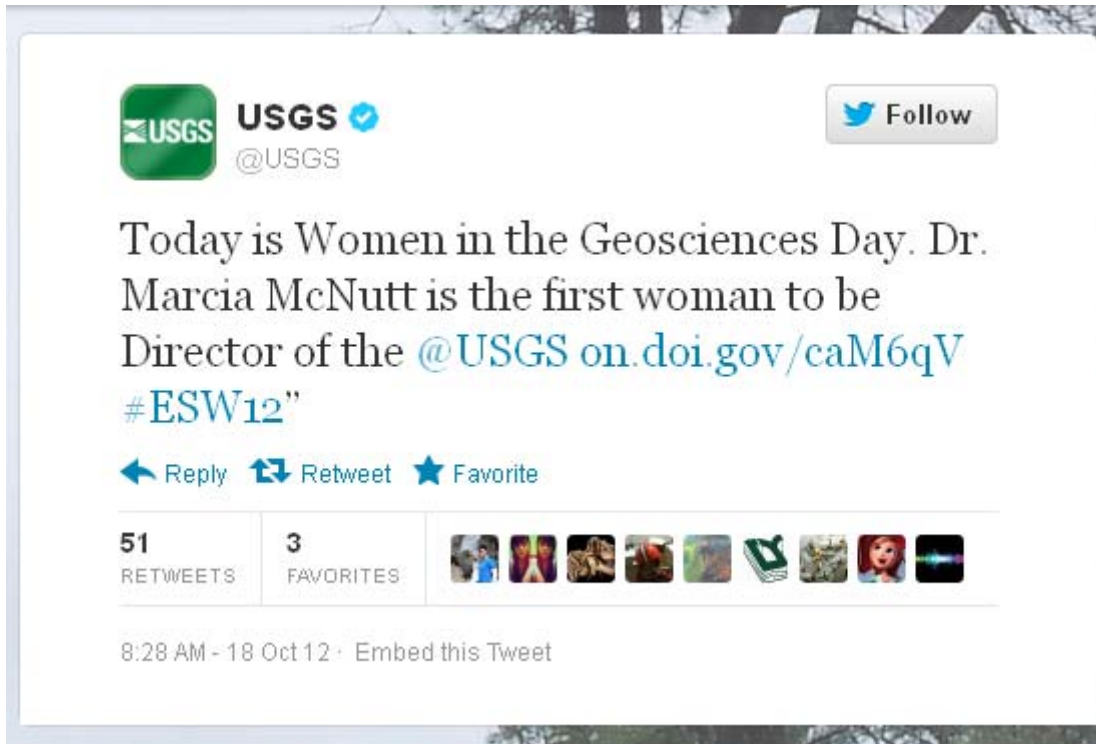 USGS
USGS
@USGS
Follow
Today is Women in the Geosciences Day. Dr.
Marcia McNutt is the first woman to be
Director of the @USGS on.doi.gov/caM6qV
#ESW12”
Reply Retweet Favorite
51 3
RETWEETS FAVORITES
8:28 AM - 18 Oct 12 · Embed this Tweet